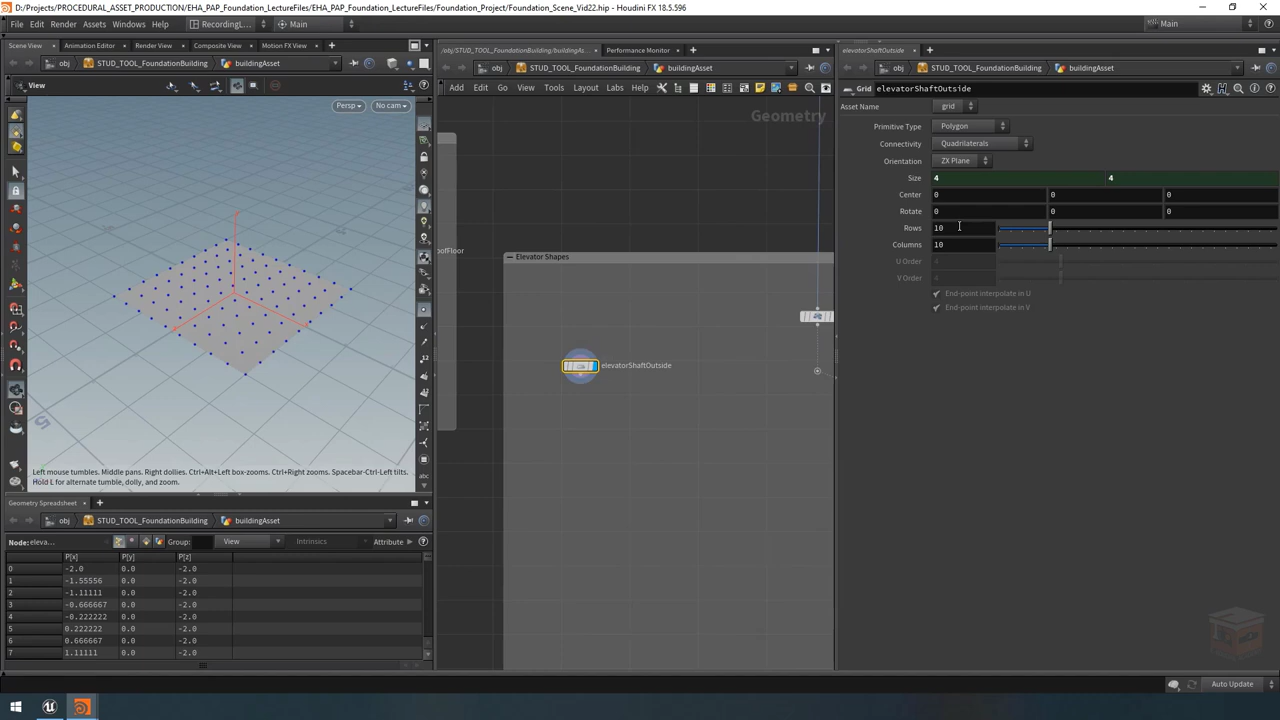 D:/Projects/PROCEDURAL_ASSET_PRODUCTION/EHA_PAP_Foundation_LectureFiles/EHA_PAP_Foundation_LectureFiles/Foundation_Project/Foundation_Scene_Vid22.hip - Houdini FX 18.5.596
File Edit Render Assets Windows Help RecordingL... Main Main
Scene View Animation Editor Render View Composite View Motion FX View
obj STUD_TOOL_FoundationBuilding buildingAsset
View
Persp No cam
5
Left mouse tumbles. Middle pans. Right dollies. Ctrl+Alt+Left box-zooms. Ctrl+Right zooms. Spacebar-Ctrl-Left tilts.
Hold L for alternate tumble, dolly, and zoom.
Geometry Spreadsheet
obj STUD_TOOL_FoundationBuilding buildingAsset
Node: eleva... Group: View Intrinsics Attribute
P[x] P[y] P[z]
0 -2.0 0.0 -2.0
1 -1.55556 0.0 -2.0
2 -1.11111 0.0 -2.0
3 -0.666667 0.0 -2.0
4 -0.222222 0.0 -2.0
5 0.222222 0.0 -2.0
6 0.666667 0.0 -2.0
7 1.11111 0.0 -2.0
/obj/STUD_TOOL_FoundationBuilding/buildingAs... Performance Monitor
obj STUD_TOOL_FoundationBuilding buildingAsset
Add Edit Go View Tools Layout Labs Help
Geometry
oofFloor
Elevator Shapes
elevatorShaftOutside
elevatorShaftOutside
obj STUD_TOOL_FoundationBuilding buildingAsset
Grid elevatorShaftOutside
Asset Name grid
Primitive Type Polygon
Connectivity Quadrilaterals
Orientation ZX Plane
Size 4 4
Center 0 0 0
Rotate 0 0 0
Rows 10
Columns 10
U Order 4
V Order 4
End-point interpolate in U
End-point interpolate in V
Auto Update